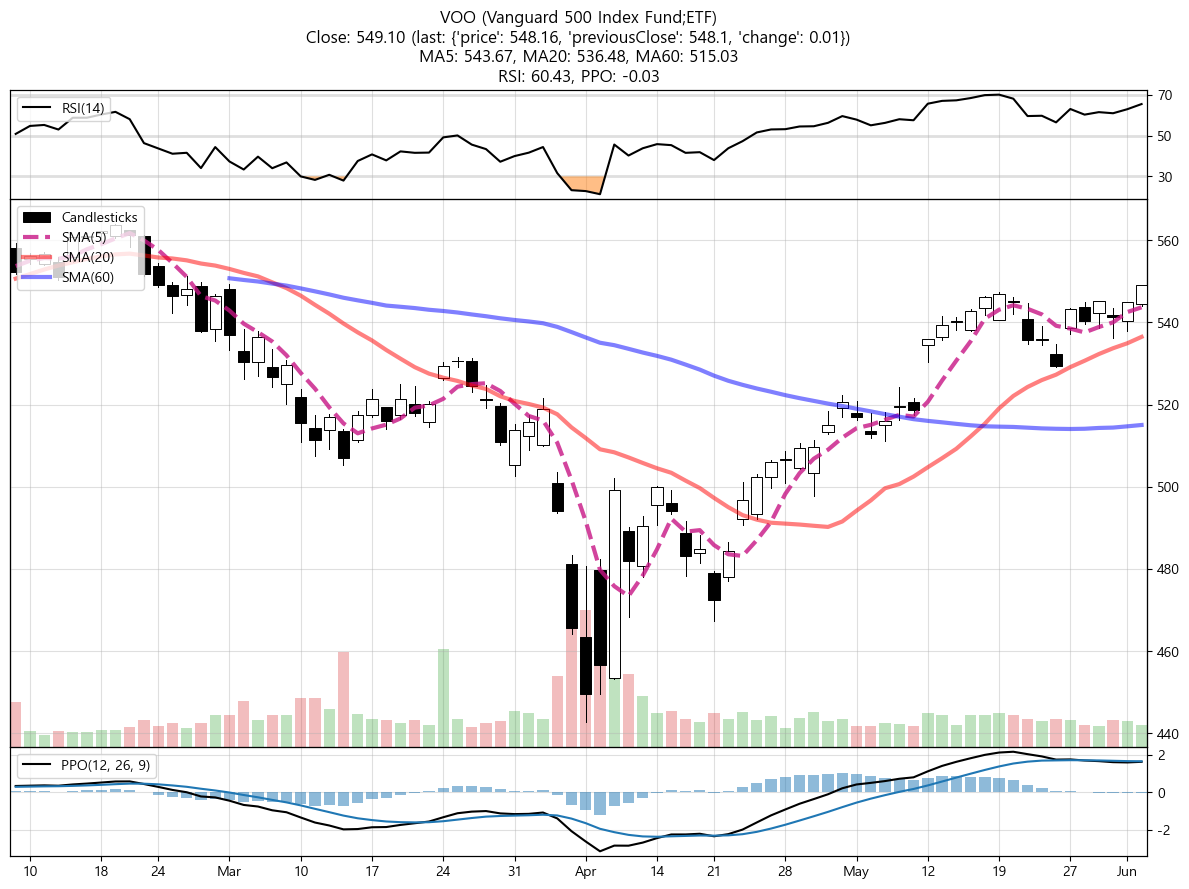 VOO (Vanguard 500 Index Fund;ETF)
Close: 549.10 (last: {'price': 548.16, 'previousClose': 548.1, 'change': 0.01})
MA5: 543.67, MA20: 536.48, MA60: 515.03
RSI: 60.43, PPO: -0.03
RSI(14)
70
50
30
Candlesticks
SMA(5)
SMA(20)
SMA(60)
560
540
520
500
480
460
440
PPO(12, 26, 9)
2
0
-2
10 18 24 Mar 10 17 24 31 Apr 14 21 28 May 12 19 27 Jun